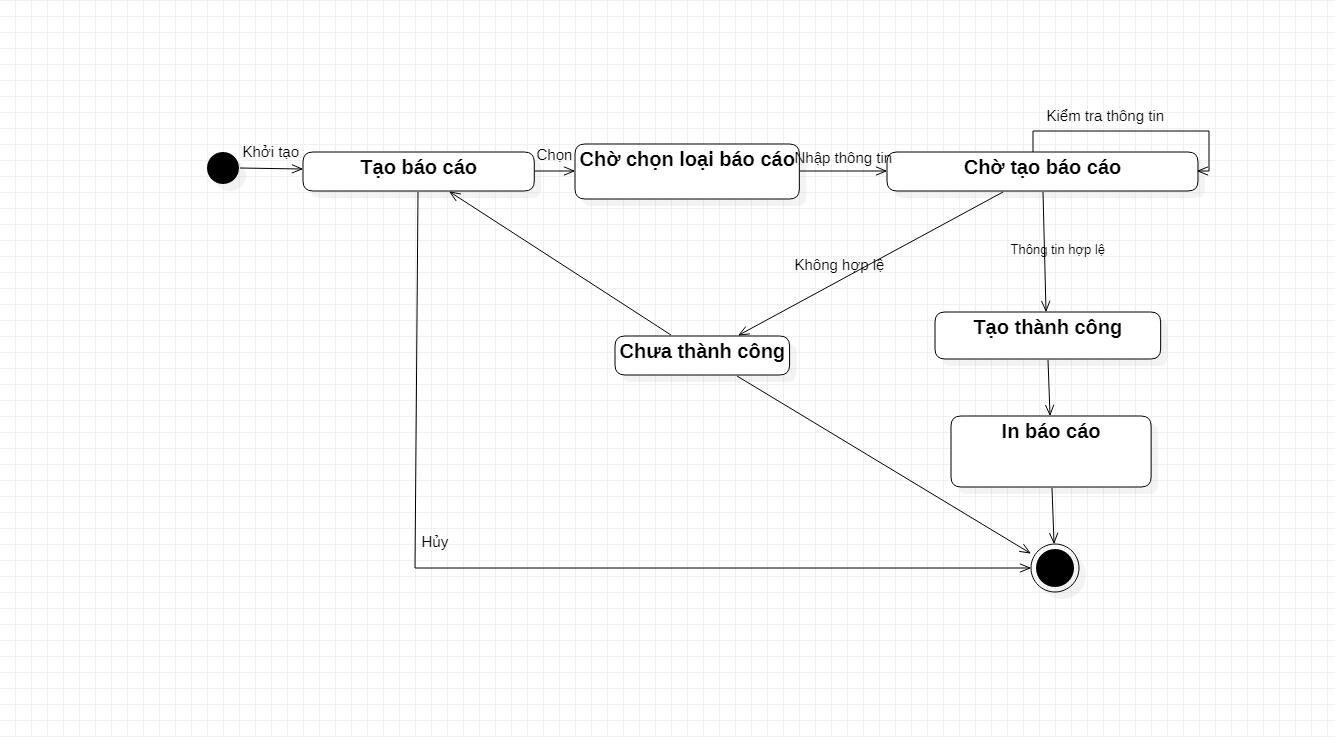 Kiểm tra thông tin
Khởi tạo
Tạo báo cáo
Chọn
Chờ chọn loại báo cáo
Nhập thông tin
Chờ tạo báo cáo
Không hợp lệ
Thông tin hợp lệ
Tạo thành công
Chưa thành công
In báo cáo
Hủy